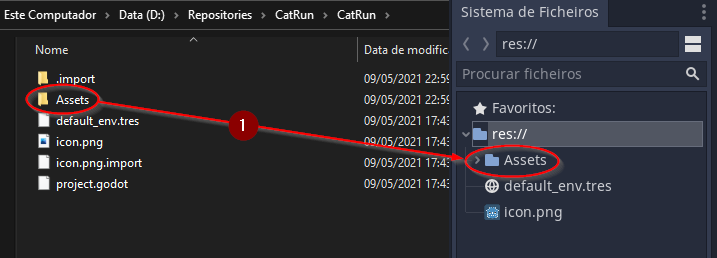 Este Computador > Data (D:) > Repositories > CatRun > CatRun >
Nome
Data de modifica
.import
09/05/2021 22:59
Assets
09/05/2021 22:59
default_env.tres
09/05/2021 17:43
icon.png
09/05/2021 17:43
icon.png.import
09/05/2021 17:43
project.godot
09/05/2021 17:43
1
Sistema de Ficheiros
res://
Procurar ficheiros
Favoritos:
res://
Assets
default_env.tres
icon.png